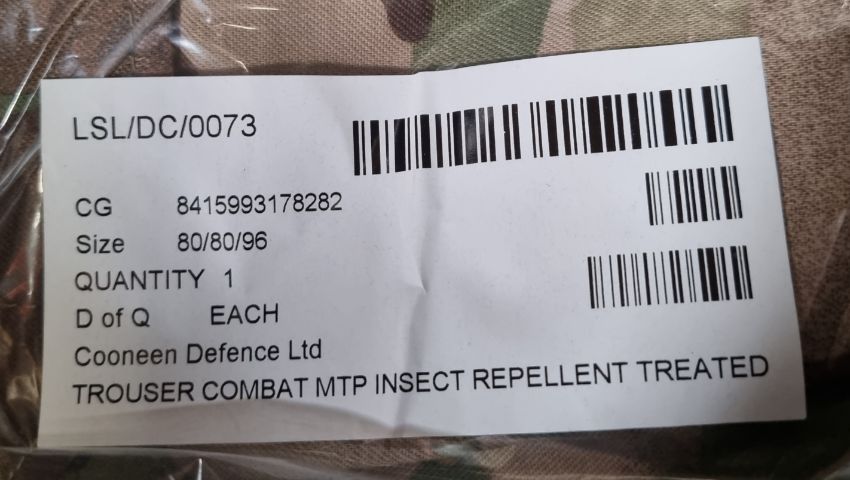 LSL/DC/0073
CG 8415993178282
Size 80/80/96
QUANTITY 1
D of Q EACH
Cooneen Defence Ltd
TROUSER COMBAT MTP INSECT REPELLENT TREATED